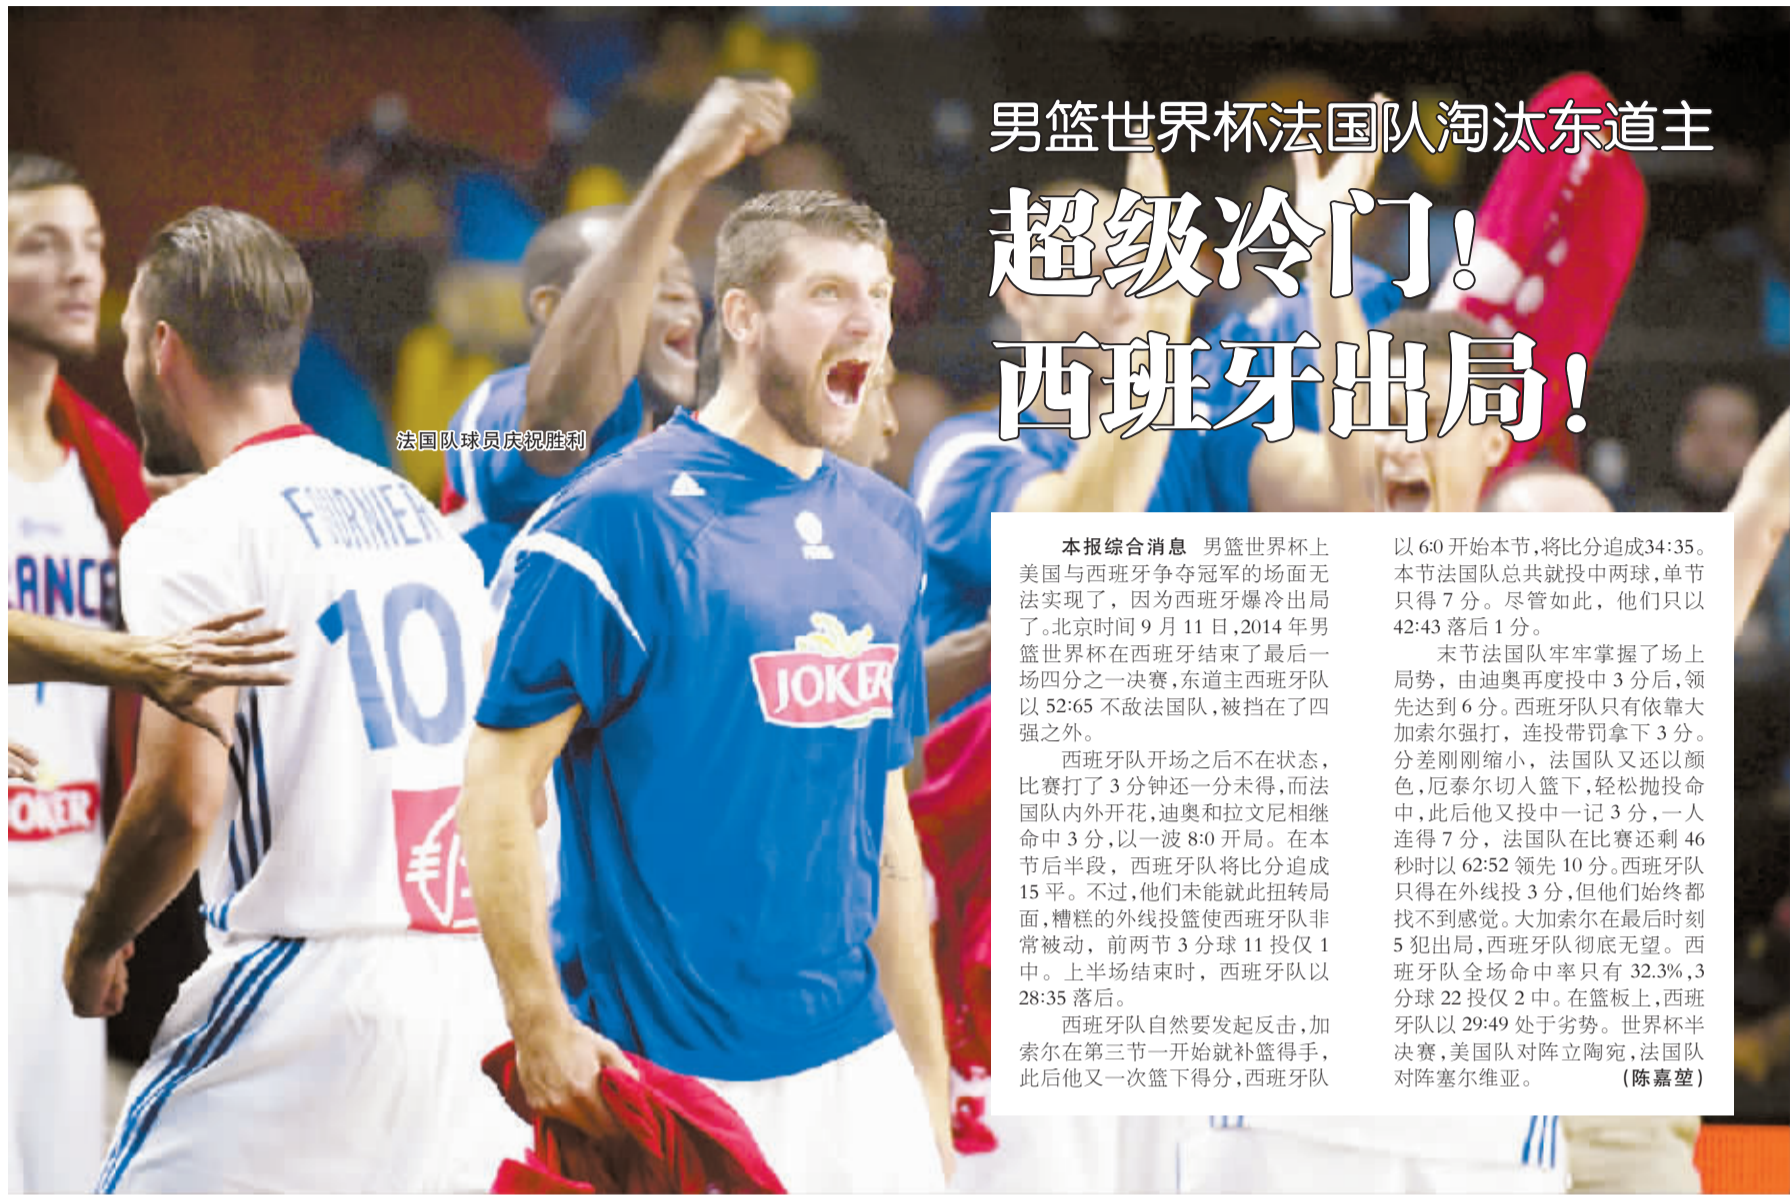 男篮世界杯法国队淘汰东道主
超级冷门!
西班牙出局!
法国队球员庆祝胜利
FOURNIER
10
ANCE
JOKER
OKER
本报综合消息 男篮世界杯上
美国与西班牙争夺冠军的场面无
法实现了，因为西班牙爆冷出局
了。北京时间9月11日,2014年男
篮世界杯在西班牙结束了最后一
场四分之一决赛,东道主西班牙队
以52:65不敌法国队,被挡在了四
强之外。
西班牙队开场之后不在状态,
比赛打了3分钟还一分未得,而法
国队内外开花,迪奥和拉文尼相继
命中3分,以一波8:0开局。在本
节后半段，西班牙队将比分追成
15平。不过,他们未能就此扭转局
面,糟糕的外线投篮使西班牙队非
常被动，前两节3分球11投仅1
中。上半场结束时，西班牙队以
28:35落后。
西班牙队自然要发起反击,加
索尔在第三节一开始就补篮得手,
此后他又一次篮下得分,西班牙队
以6:0开始本节,将比分追成34:35。
本节法国队总共就投中两球,单节
只得7分。尽管如此，他们只以
42:43落后1分。
末节法国队牢牢掌握了场上
局势，由迪奥再度投中3分后,领
先达到6分。西班牙队只有依靠大
加索尔强打，连投带罚拿下3分。
分差刚刚缩小，法国队又还以颜
色,厄泰尔切入篮下,轻松抛投命
中,此后他又投中一记3分,一人
连得7分，法国队在比赛还剩46
秒时以62:52领先10分。西班牙队
只得在外线投3分,但他们始终都
找不到感觉。大加索尔在最后时刻
5犯出局,西班牙队彻底无望。西
班牙队全场命中率只有32.3%,3
分球22投仅2中。在篮板上,西班
牙队以29:49处于劣势。世界杯半
决赛,美国队对阵立陶宛,法国队
对阵塞尔维亚。 (陈嘉堃)